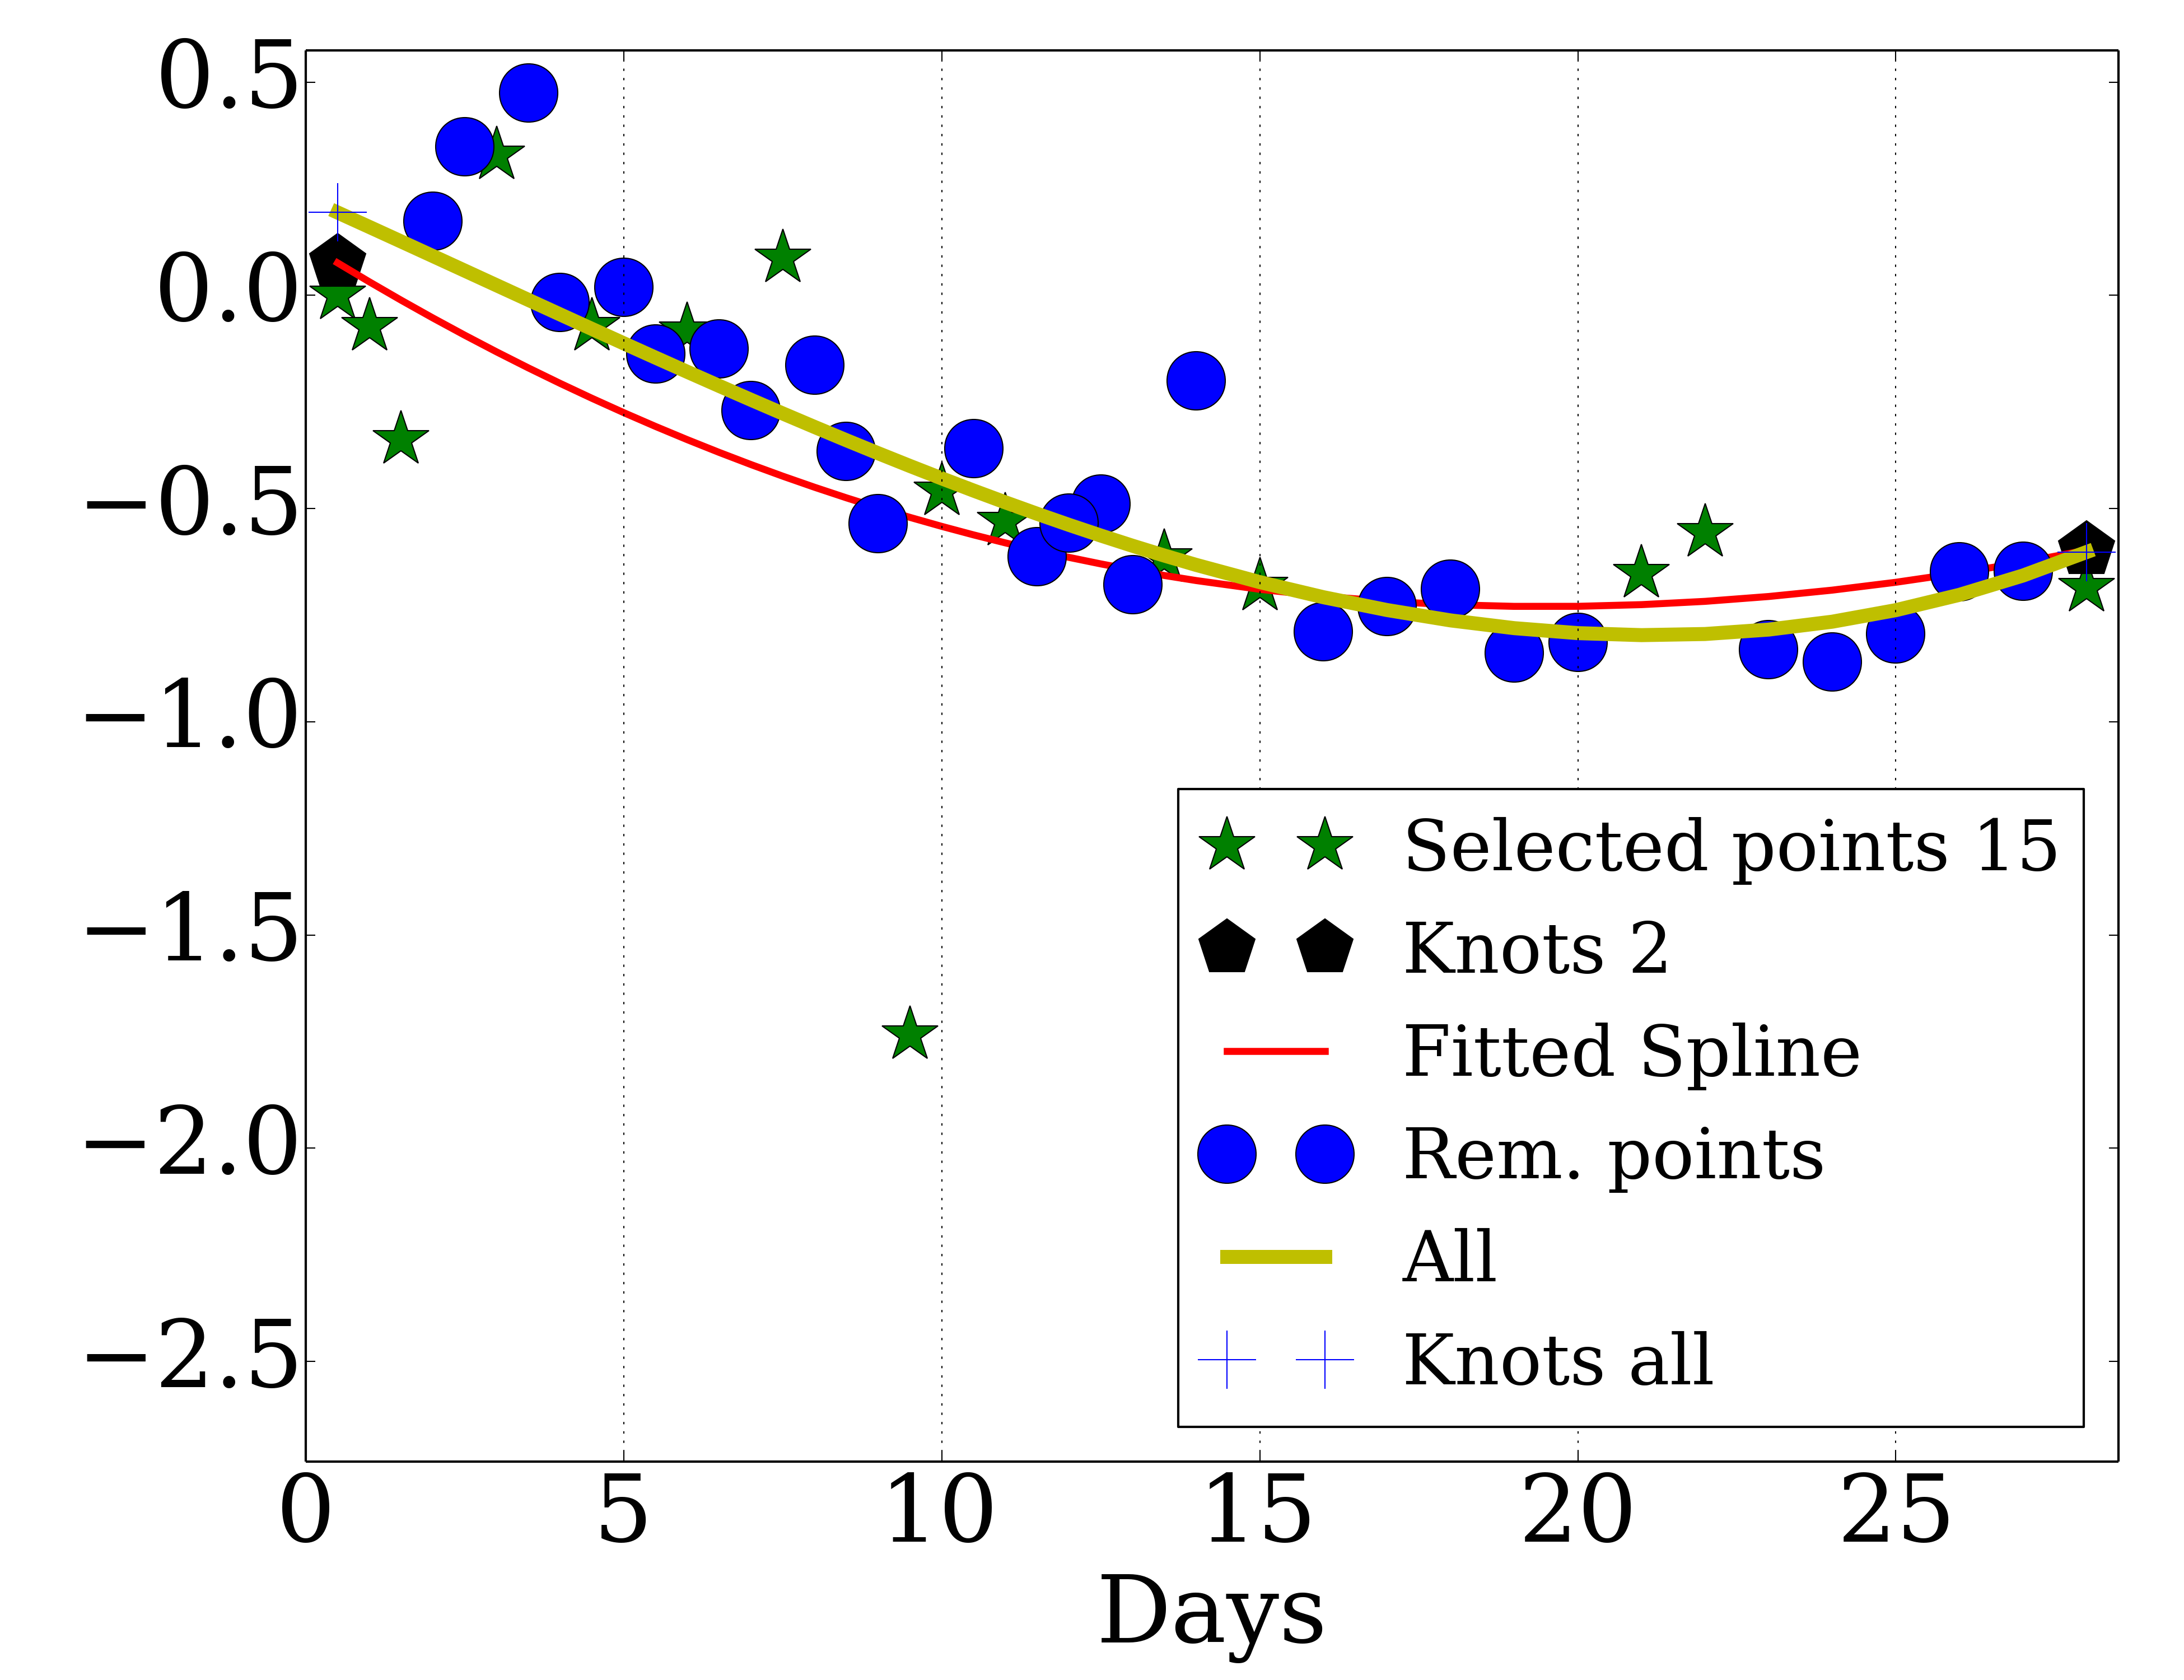 0.5
0.0
−0.5
−1.0
−1.5
−2.0
−2.5
Selected points 15
Knots 2
Fitted Spline
Rem. points
All
Knots all
0 5 10 15 20 25
Days